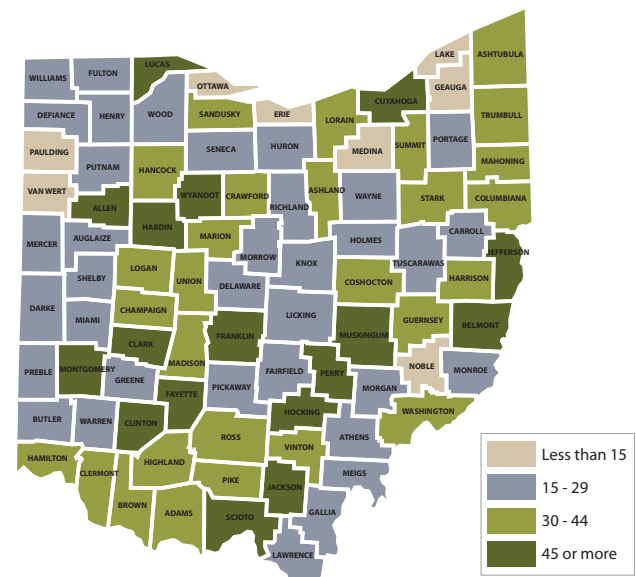 LAKE
ASHTUBULA
LUCAS
WILLIAMS
FULTON
OTTAWA
GEAUGA
CUYAHOGA
DEFIANCE
HENRY
WOOD
SANDUSKY
ERIE
LORAIN
TRUMBULL
PAULDING
SENECA
HURON
MEDINA
SUMMIT
PORTAGE
PUTNAM
HANCOCK
MAHONING
VAN WERT
ALLEN
WYANDOT
CRAWFORD
RICHLAND
ASHLAND
WAYNE
STARK
COLUMBIANA
HARDIN
MERCER
AUGLAIZE
MARION
MORROW
KNOX
HOLMES
CARROLL
JEFFERSON
TUSCARAWAS
SHELBY
LOGAN
UNION
DELAWARE
COSHOCTON
HARRISON
DARKE
MIAMI
CHAMPAIGN
LICKING
GUERNSEY
BELMONT
CLARK
FRANKLIN
MUSKINGUM
MADISON
PREBLE
MONTGOMERY
GREENE
FAIRFIELD
PERRY
NOBLE
MONROE
FAYETTE
PICKAWAY
MORGAN
BUTLER
WARREN
CLINTON
HOCKING
WASHINGTON
ROSS
ATHENS
HAMILTON
CLERMONT
HIGHLAND
VINTON
MEIGS
PIKE
JACKSON
BROWN
ADAMS
SCIOTO
GALLIA
LAWRENCE
Less than 15
15 - 29
30 - 44
45 or more